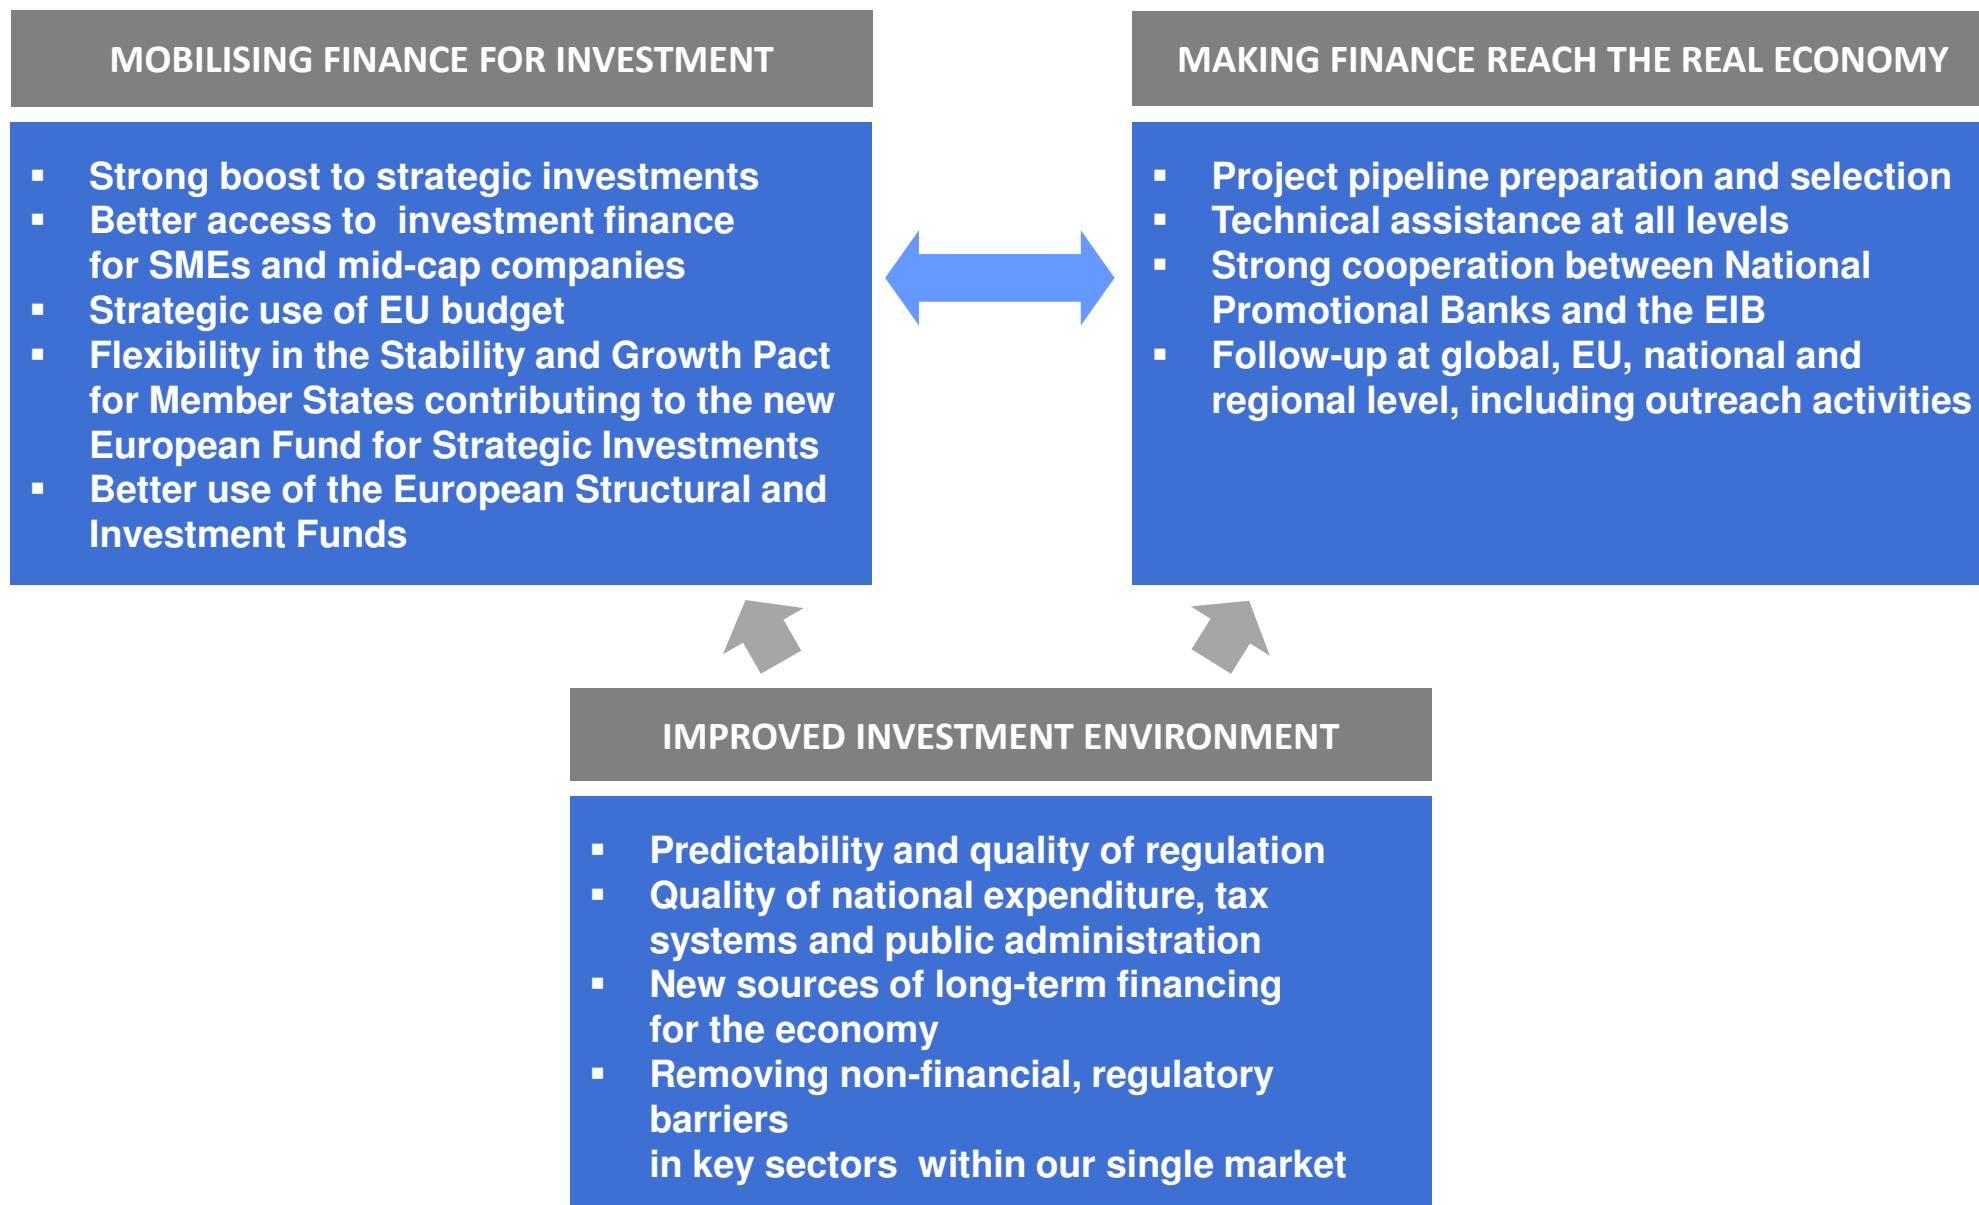 MOBILISING FINANCE FOR INVESTMENT
▪ Strong boost to strategic investments
▪ Better access to  investment finance
for SMEs and mid-cap companies
▪ Strategic use of EU budget
▪ Flexibility in the Stability and Growth Pact
for Member States contributing to the new
European Fund for Strategic Investments
▪ Better use of the European Structural and
Investment Funds
MAKING FINANCE REACH THE REAL ECONOMY
▪ Project pipeline preparation and selection
▪ Technical assistance at all levels
▪ Strong cooperation between National
Promotional Banks and the EIB
▪ Follow-up at global, EU, national and
regional level, including outreach activities
IMPROVED INVESTMENT ENVIRONMENT
▪ Predictability and quality of regulation
▪ Quality of national expenditure, tax
systems and public administration
▪ New sources of long-term financing
for the economy
▪ Removing non-financial, regulatory
barriers
in key sectors  within our single market